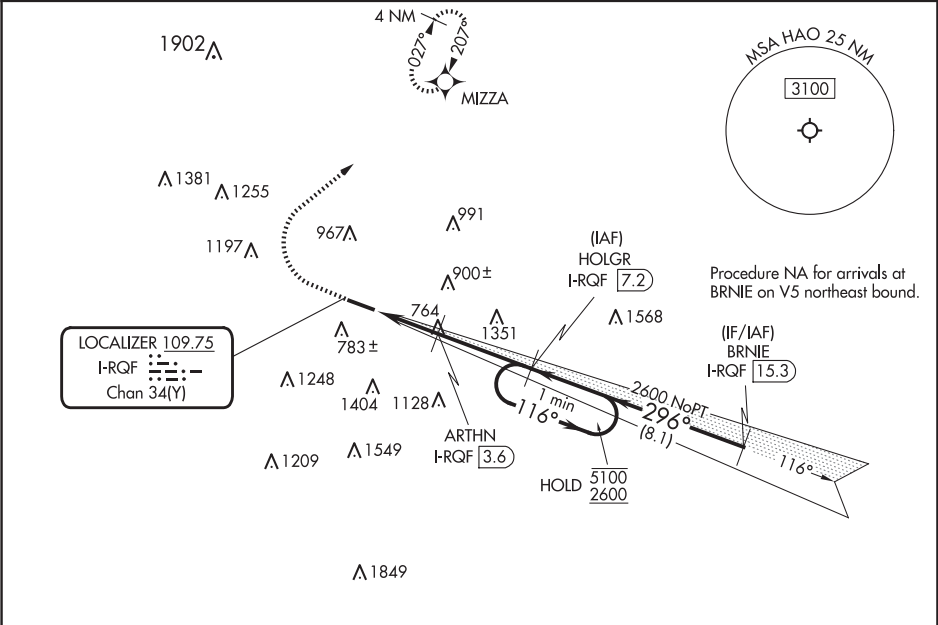 4 NM
1902
027°
207°
MIZZA
MSA HAO 25 NM
3100
1381
1255
1197
967
991
900±
(IAF)
HOLGR
I-RQF 7.2
Procedure NA for arrivals at
BRNIE on V5 northeast bound.
764
1351
1568
783±
LOCALIZER 109.75
I-RQF
Chan 34(Y)
(IF/IAF)
BRNIE
I-RQF 15.3
1248
1404
1128
1 min
116°
2600 NoPT
296°
(8.1)
116°
ARTHN
I-RQF 3.6
1209
1549
HOLD 5100
2600
1849